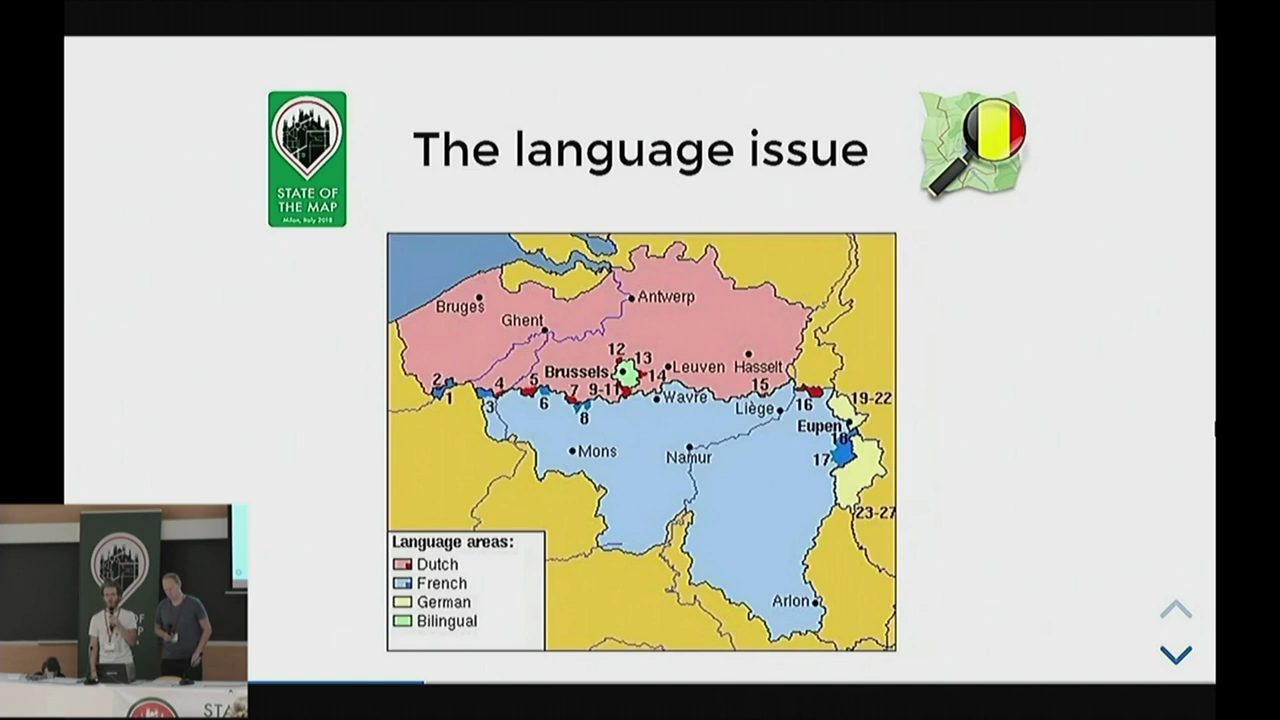 The language issue
STATE OF
THE MAP
Milan, Italy 2018
Bruges
Ghent
Antwerp
12
13
Brussels
14
Leuven
Hasselt
2
1
3
4
5
6
7
8
9-11
Wavre
15
Liège
16
19-22
Eupen
18
17
Mons
Namur
23-27
Arlon
Language areas:
Dutch
French
German
Bilingual